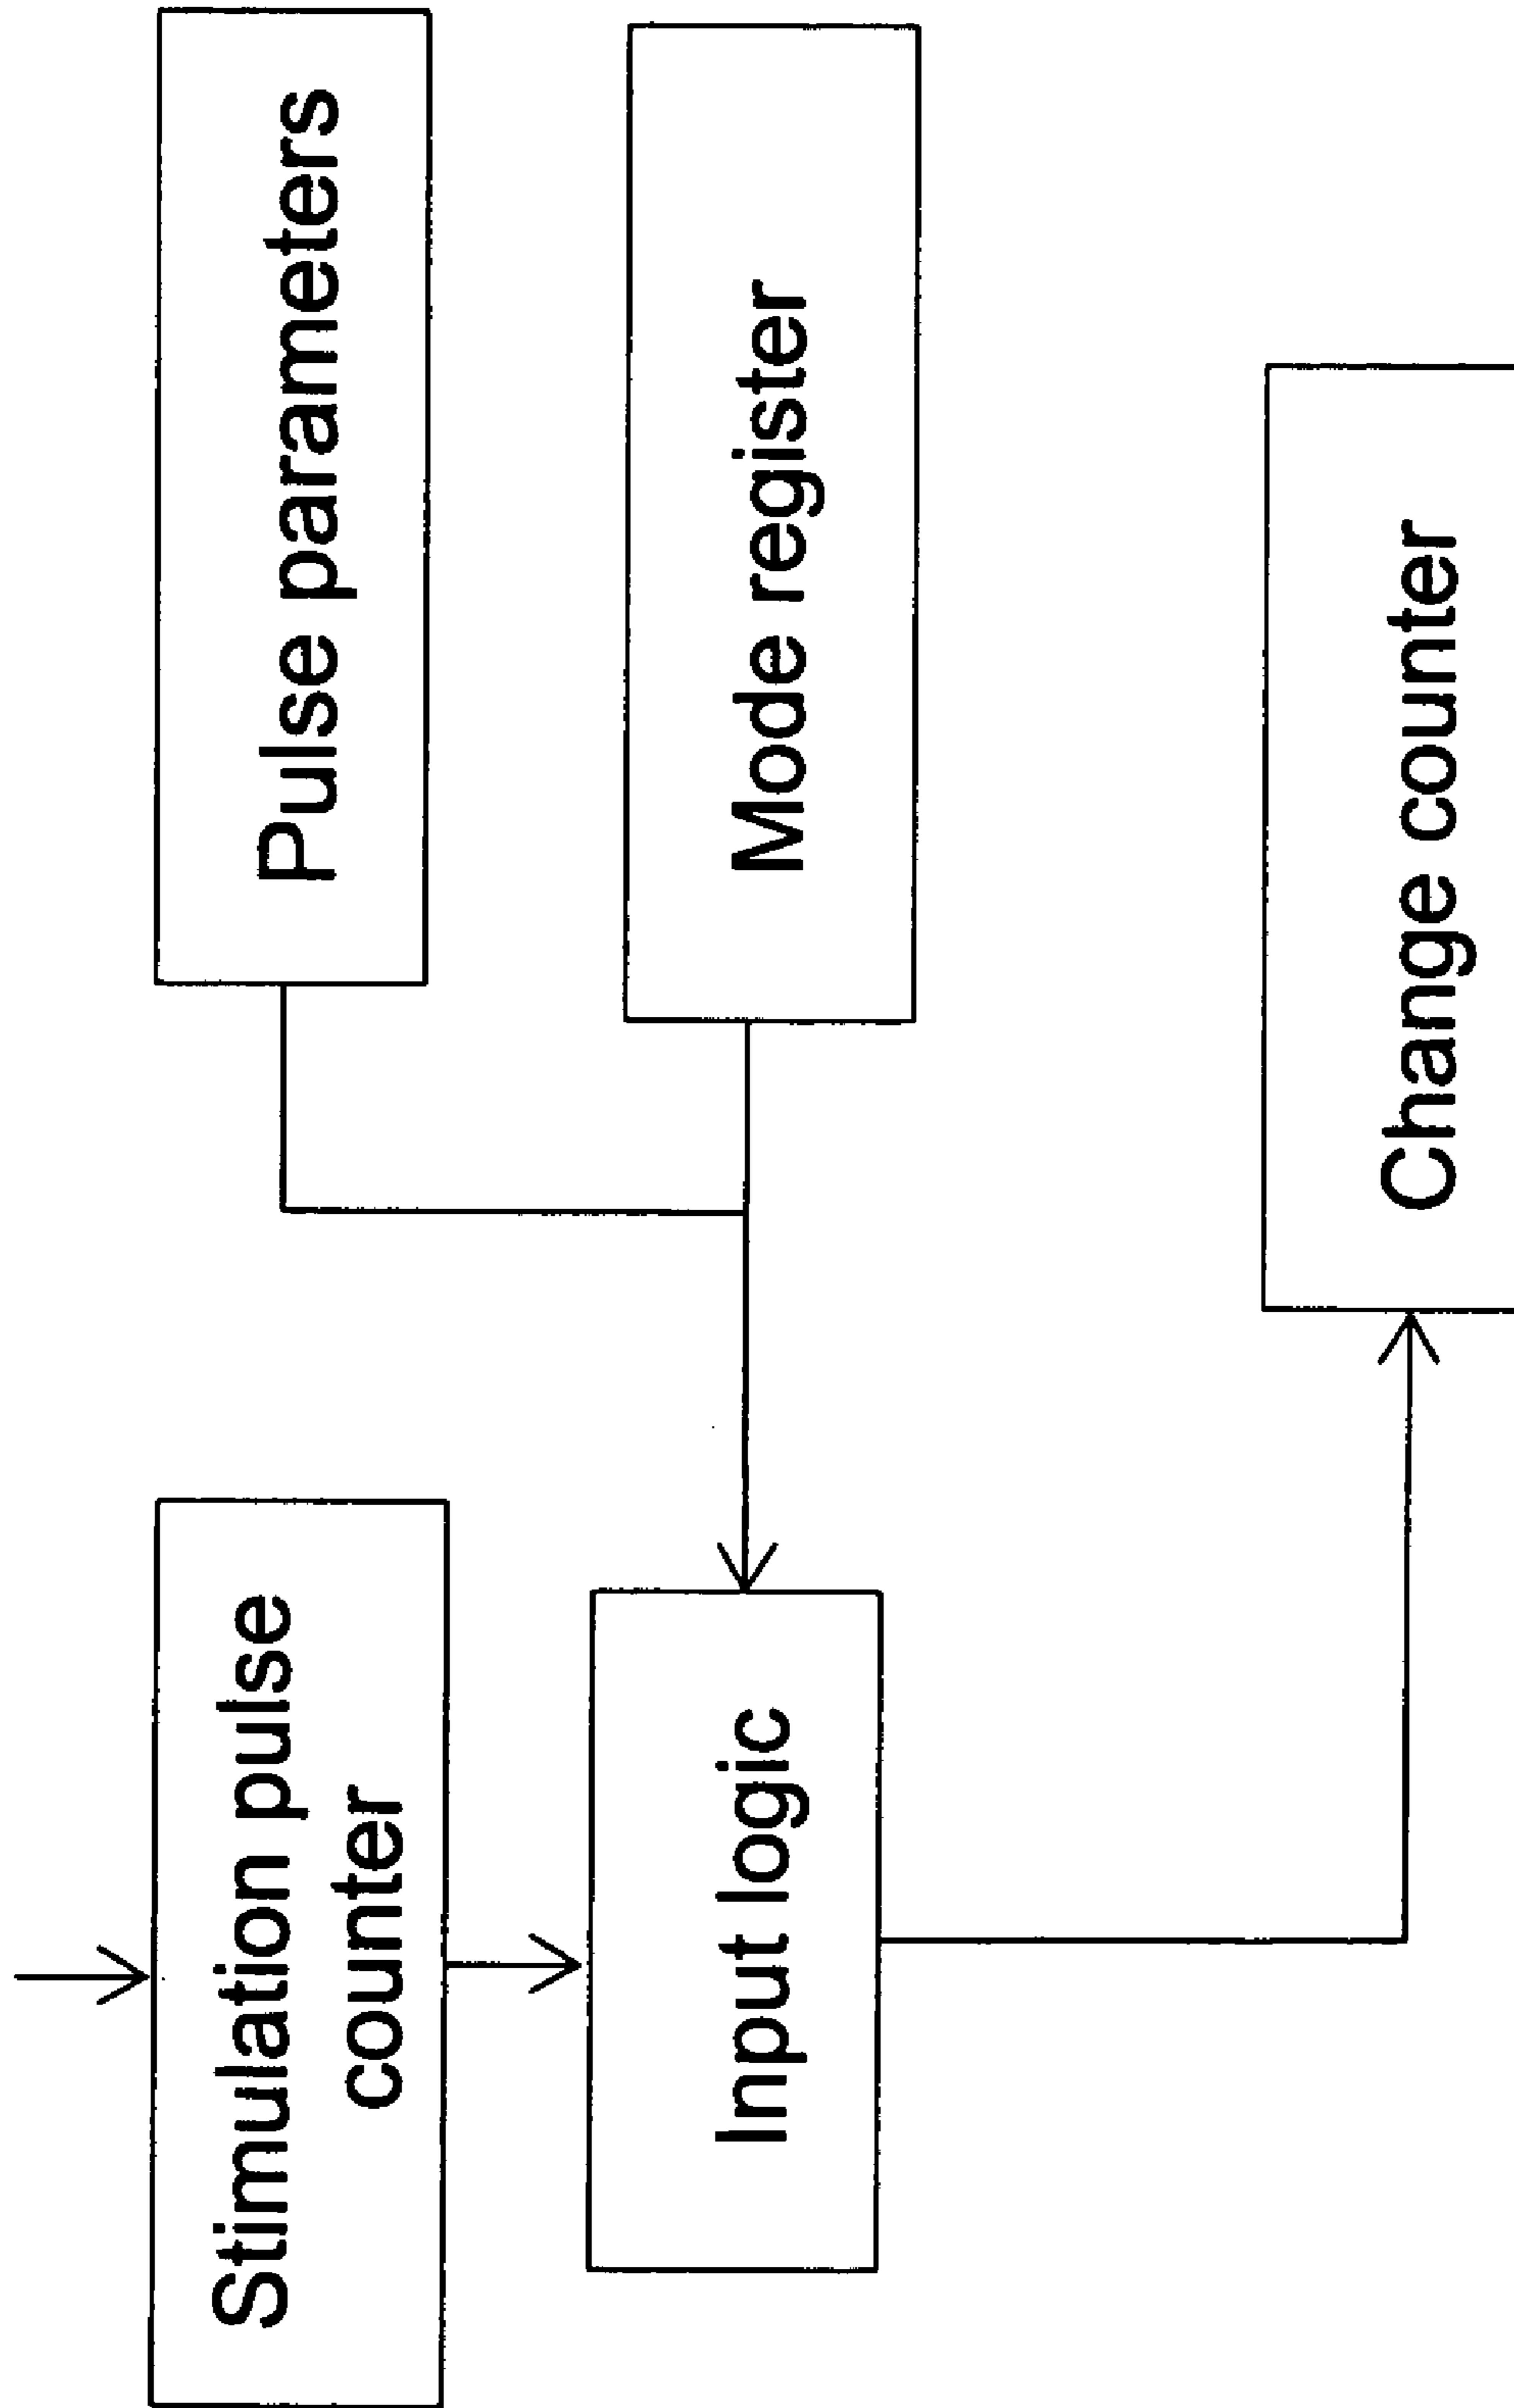 Stimulation pulse
counter
Pulse parameters
Input logic
Mode register
Change counter